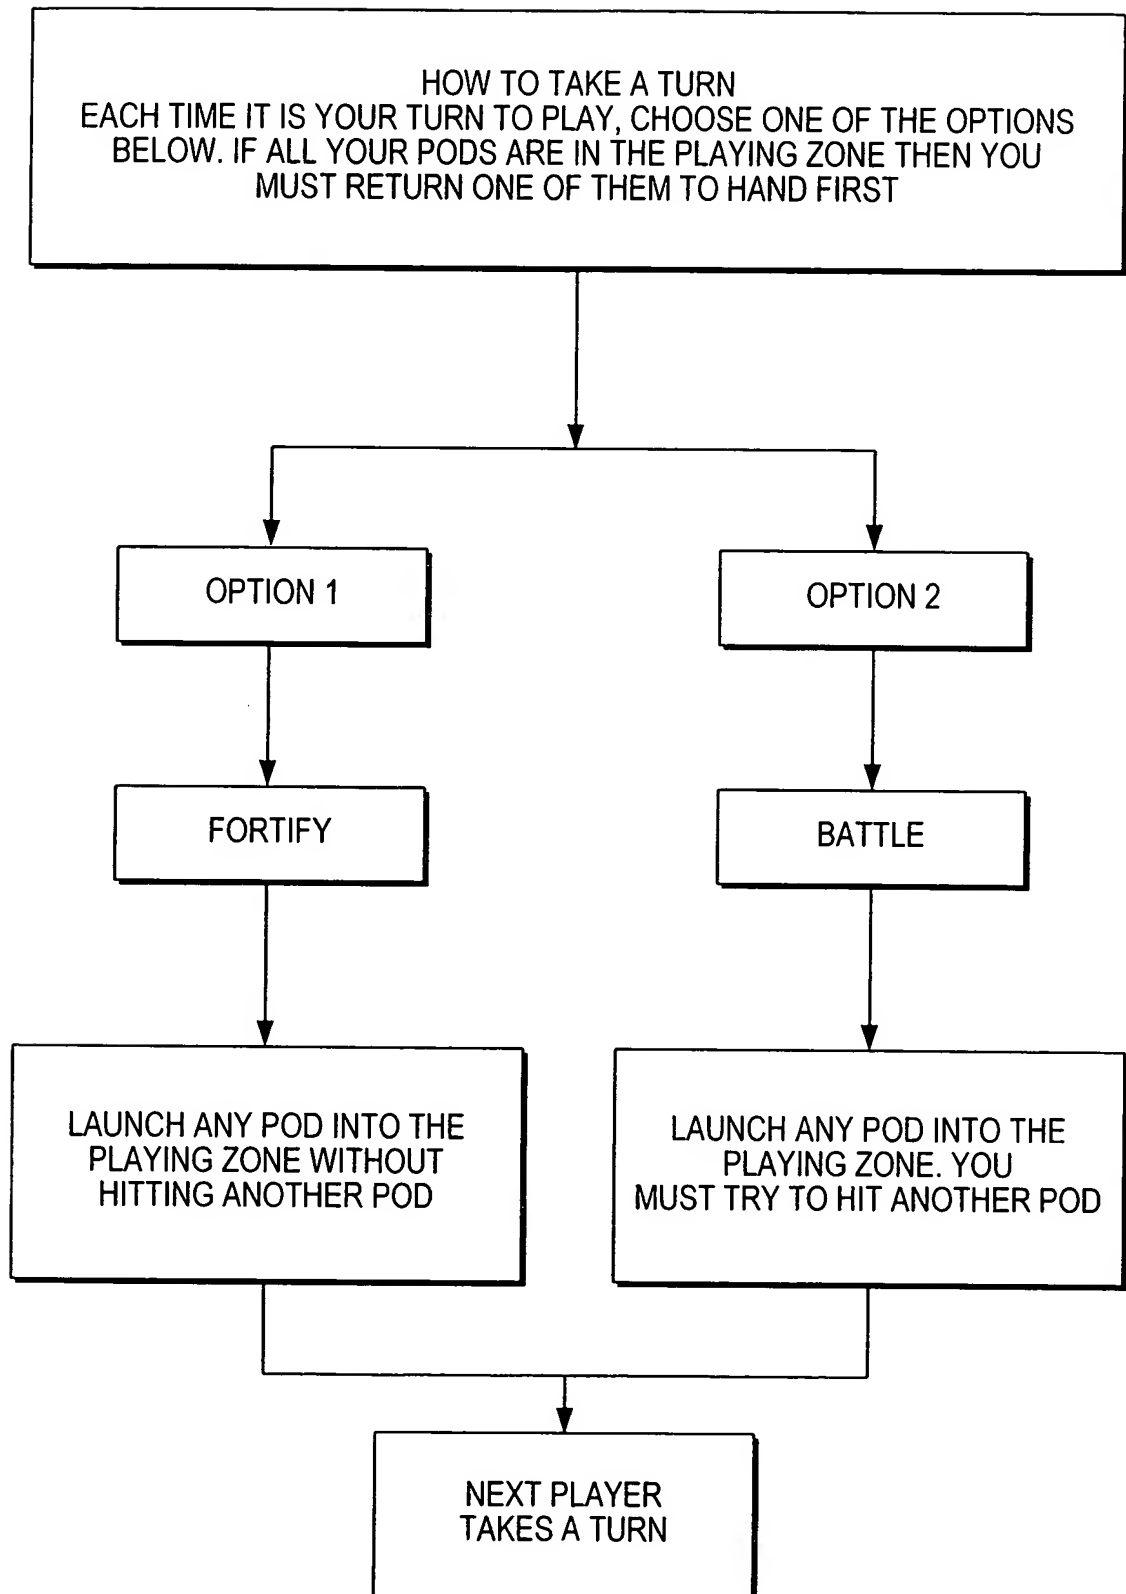 HOW TO TAKE A TURN
EACH TIME IT IS YOUR TURN TO PLAY, CHOOSE ONE OF THE OPTIONS
BELOW. IF ALL YOUR PODS ARE IN THE PLAYING ZONE THEN YOU
MUST RETURN ONE OF THEM TO HAND FIRST
OPTION 1
OPTION 2
FORTIFY
BATTLE
LAUNCH ANY POD INTO THE
PLAYING ZONE WITHOUT
HITTING ANOTHER POD
LAUNCH ANY POD INTO THE
PLAYING ZONE. YOU
MUST TRY TO HIT ANOTHER POD
NEXT PLAYER
TAKES A TURN